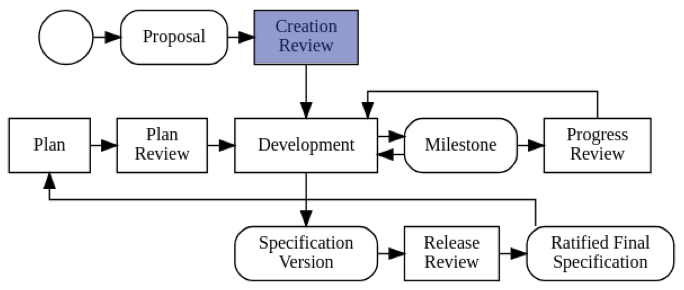 Proposal
Creation
Review
Plan
Plan
Review
Development
Milestone
Progress
Review
Specification
Version
Release
Review
Ratified Final
Specification